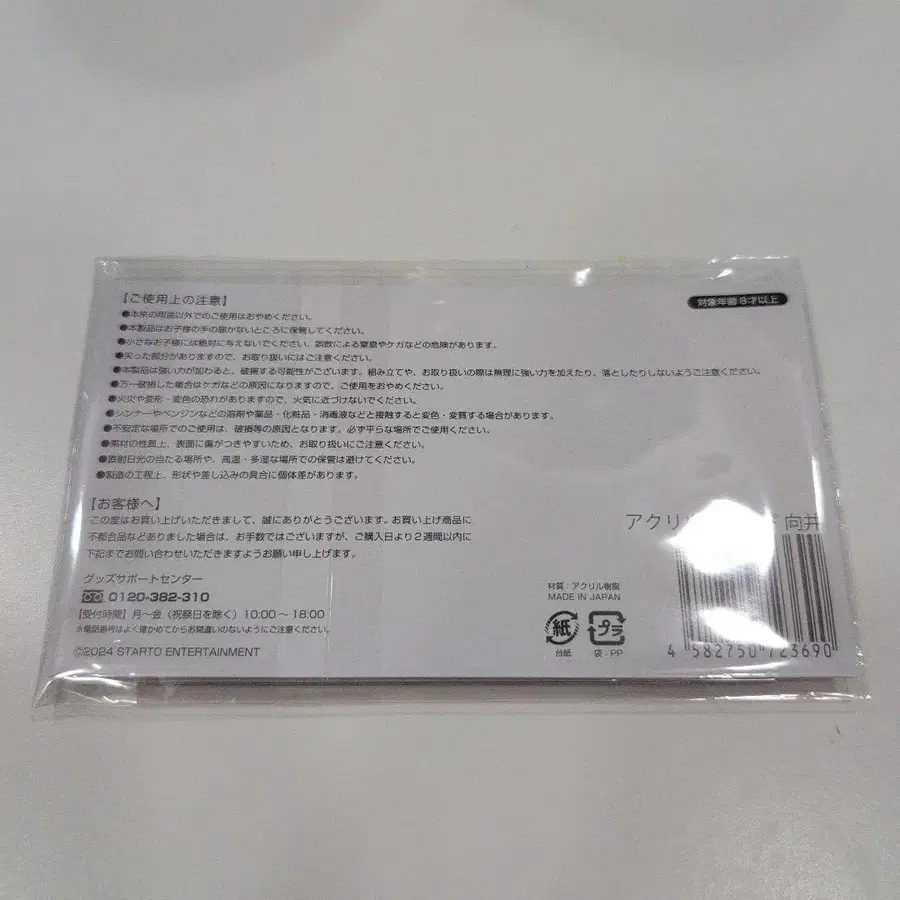 【ご使用上の注意】
対象年齢8才以上
●本来の用途以外でのご使用はおやめください。
●本製品はお子様の手の届かないところに保管してください。
●小さなお子様には絶対に与えないでください。誤飲による窒息やケガなどの危険があります。
●尖った部分がありますので、お取り扱いにはご注意ください。
●本製品は強い力が加わると、破損する可能性がございます。組み立てや、お取り扱いの際は無理に強い力を加えたり、落としたりしないようご注意ください。
●万一破損した場合はケガなどの原因になりますので、ご使用をおやめください。
●火災や変形・変色の恐れがありますので、火気に近づけないでください。
●シンナーやベンジンなどの溶剤や薬品・化粧品・消毒液などと接触すると変色・変質する場合があります。
●不安定な場所でのご使用は、破損等の原因となります。必ず平らな場所でご使用ください。
●素材の性質上、表面に傷がつきやすいため、お取り扱いにご注意ください。
●直射日光の当たる場所や、高温・多湿な場所での保管は避けてください。
●製造の工程上、形状や差し込みの具合に個体差があります。
【お客様へ】
この度はお買い上げいただきまして、誠にありがとうございます。お買い上げ商品に
不都合品などありました場合は、お手数ではございますが、ご購入日より2週間以内に
下記までお問い合わせいただきますようお願い申し上げます。
グッズサポートセンター
0120-382-310
【受付時間】月〜金（祝祭日を除く）10:00〜18:00
※電話番号はよく確かめてからお間違いのないようにご注意ください。
©2024 STARTO ENTERTAINMENT
アクリル 向井
材質：アクリル樹脂
MADE IN JAPAN
紙 プラ
台紙 袋：PP
4 582750 723690